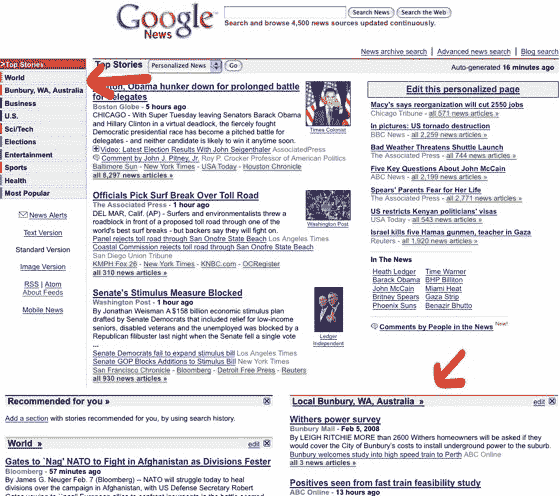 Google
News
Search News
Search the Web
Search and browse 4,500 news sources updated continuously.
News archive search | Advanced news search | Blog search
>Top Stories
World
Bunbury, WA, Australia
Business
U.S.
Sci/Tech
Elections
Entertainment
Sports
Health
Most Popular
News Alerts
Text Version
Standard Version
Image Version
RSS | Atom
About Feeds
Mobile News
Top Stories
Personalized News
Go
Auto-generated 16 minutes ago
Obama hunker down for prolonged battle
for delegates
Boston Globe - 5 hours ago
CHICAGO - With Super Tuesday leaving Senators Barack Obama
and Hillary Clinton in a virtual deadlock, the fiercely fought
Democratic presidential race has become a pitched battle for
delegates - and neither candidate is likely to win it anytime soon.
Video: Latest Election Results With John Seigenthaler AssociatedPress
Comment by John J. Pitney, Jr. Roy P. Crocker Professor of American Politics
Baltimore Sun - New York Times - USA Today - Houston Chronicle
all 8,297 news articles »
Times Colonist
Officials Pick Surf Break Over Toll Road
The Associated Press - 1 hour ago
DEL MAR, Calif. (AP) - Surfers and environmentalists threw a
roadblock in front of a proposed toll road through one of the
world's best surf breaks - but backers say they will fight on.
Panel rejects toll road through San Onofre State Beach Los Angeles Times
Coastal Commission rejects toll road through San Onofre State Beach
San Diego Union Tribune
KMPH Fox 26 - New York Times - KNBC.com - OCRegister
all 310 news articles »
Washington Post
Senate's Stimulus Measure Blocked
Washington Post - 1 hour ago
By Jonathan Weisman A $158 billion economic stimulus plan
drafted by Senate Democrats that included relief for low-income
seniors, disabled veterans and the unemployed was blocked by a
Republican filibuster last night when the Senate fell a single vote
...
Senate Democrats fail to expand stimulus bill Los Angeles Times
Senate GOP Blocks Additions to Stimulus Bill New York Times
San Francisco Chronicle - Bloomberg - Detroit Free Press - Reuters
all 930 news articles »
Ledger
Independent
Edit this personalized page
Macy's says reorganization will cut 2550 jobs
Chicago Tribune - all 571 news articles »
In pictures: US tornado destruction
BBC News - all 2,259 news articles »
Bad Weather Threatens Shuttle Launch
The Associated Press - all 744 news articles »
Five Key Questions About John McCain
ABC News - all 2,199 news articles »
Spears' Parents Fear for Her Life
The Associated Press - all 2,771 news articles »
US restricts Kenyan politicians' visas
USA Today - all 543 news articles »
Israel kills five Hamas gunmen, teacher in Gaza
Reuters - all 1,920 news articles »
In The News
Heath Ledger
Barack Obama
John McCain
Britney Spears
Phoenix Suns
Time Warner
BHP Billiton
Miami Heat
Gaza Strip
Benazir Bhutto
Comments by People in the News New!
Recommended for you »
Add a section with stories recommended for you, by using search history.
World »
edit
Gates to `Nag' NATO to Fight in Afghanistan as Divisions Fester
Bloomberg - 57 minutes ago
By James G. Neuger Feb. 7 (Bloomberg) -- NATO will struggle today to heal
divisions over the campaign in Afghanistan, with US Defense Secretary Robert
Local Bunbury, WA, Australia »
edit
Withers power survey
Bunbury Mail - Feb 5, 2008
By LEIGH RITCHIE MORE than 2600 Withers homeowners will be asked if they
would cover the City of Bunbury's costs to install underground power to the suburb.
Bunbury welcomes study into high speed train to Perth ABC Online
all 3 news articles »
Positives seen from fast train feasibility study
ABC Online - 13 hours ago